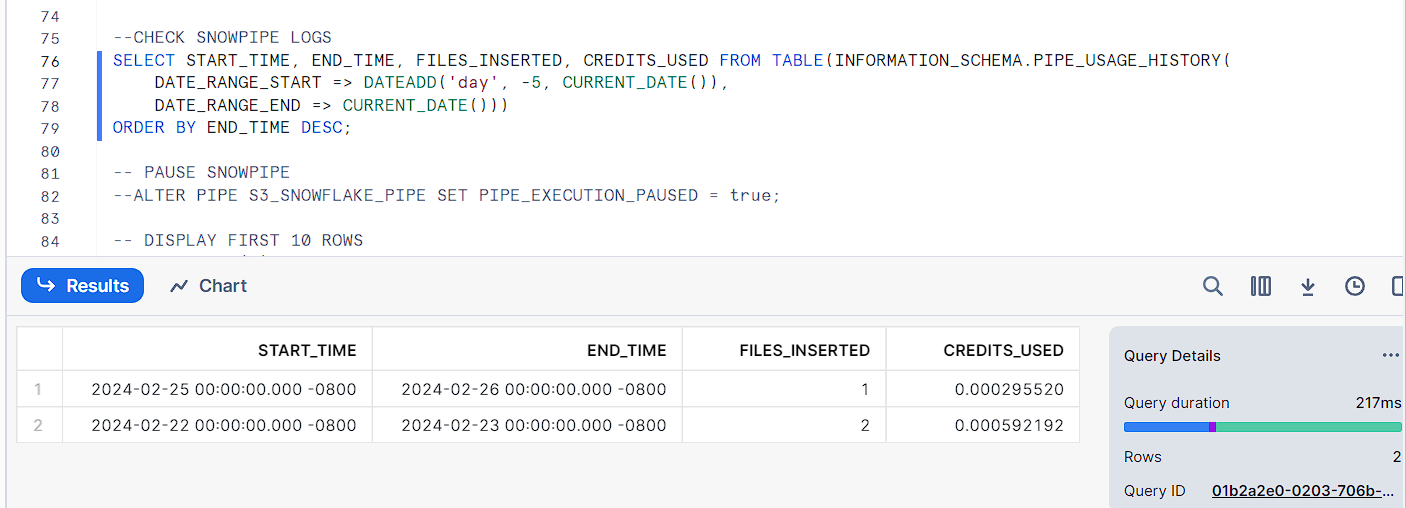 74
75 --CHECK SNOWPIPE LOGS
76 SELECT START_TIME, END_TIME, FILES_INSERTED, CREDITS_USED FROM TABLE(INFORMATION_SCHEMA.PIPE_USAGE_HISTORY(
77 DATE_RANGE_START => DATEADD('day', -5, CURRENT_DATE()),
78 DATE_RANGE_END => CURRENT_DATE()))
79 ORDER BY END_TIME DESC;
80
81 -- PAUSE SNOWPIPE
82 --ALTER PIPE S3_SNOWFLAKE_PIPE SET PIPE_EXECUTION_PAUSED = true;
83
84 -- DISPLAY FIRST 10 ROWS
Results Chart
START_TIME END_TIME FILES_INSERTED CREDITS_USED
1 2024-02-25 00:00:00.000 -0800 2024-02-26 00:00:00.000 -0800 1 0.000295520
2 2024-02-22 00:00:00.000 -0800 2024-02-23 00:00:00.000 -0800 2 0.000592192
Query Details ...
Query duration 217ms
Rows 2
Query ID 01b2a2e0-0203-706b-...